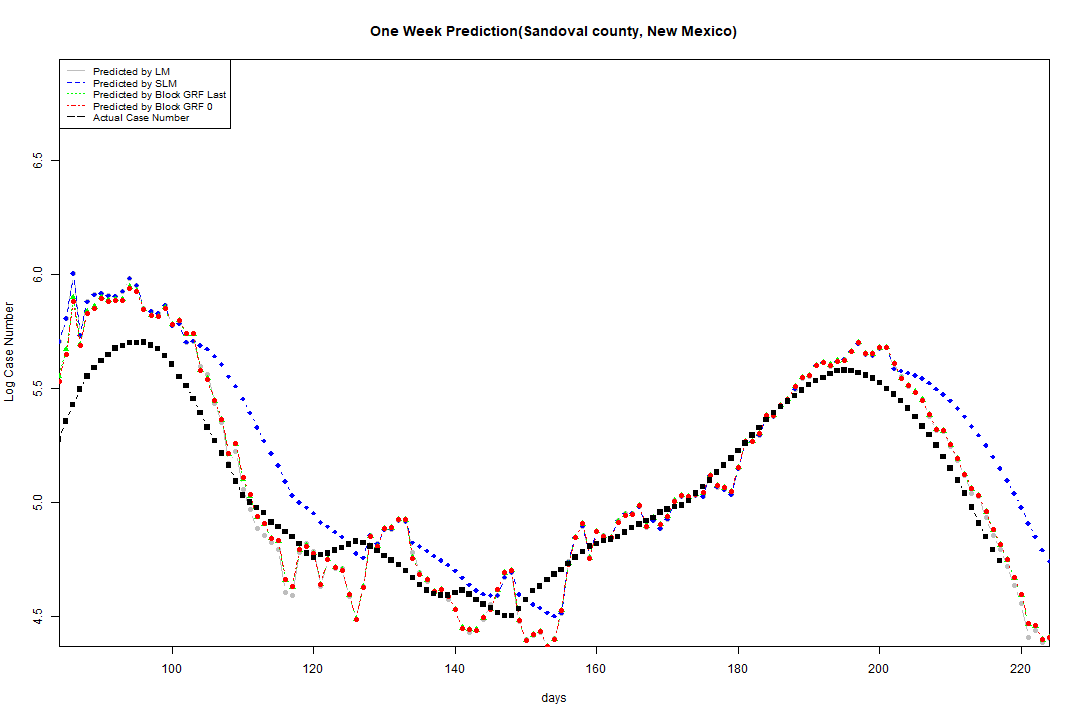 One Week Prediction(Sandoval county, New Mexico)
Predicted by LM
Predicted by SLM
Predicted by Block GRF Last
Predicted by Block GRF 0
Actual Case Number
6.5
6.0
5.5
5.0
4.5
Log Case Number
100 120 140 160 180 200 220
days